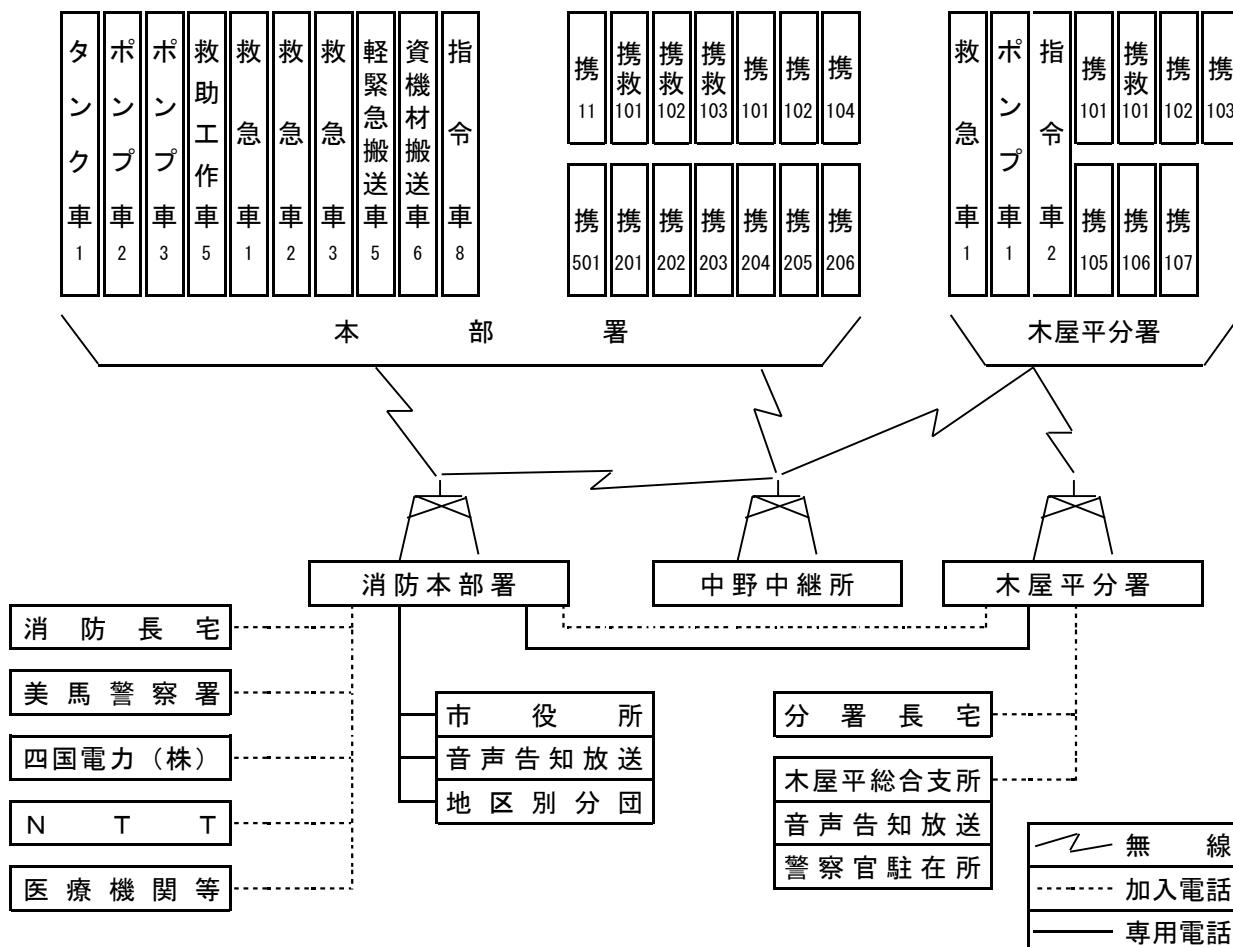 タンク車1
ポンプ車2
ポンプ車3
救助工作車5
救急車1
救急車2
救急車3
軽緊急搬送車5
資機材搬送車6
指令車8
携11
携救101
携救102
携救103
携101
携102
携104
携501
携201
携202
携203
携204
携205
携206
救急車1
ポンプ車1
指令車2
携101
携救101
携102
携103
携105
携106
携107
本部署
木屋平分署
消防本部署
中野中継所
木屋平分署
消防長宅
美馬警察署
四国電力（株）
NTT
医療機関等
市役所
音声告知放送
地区別分団
分署長宅
木屋平総合支所
音声告知放送
警察官駐在所
無線
加入電話
専用電話